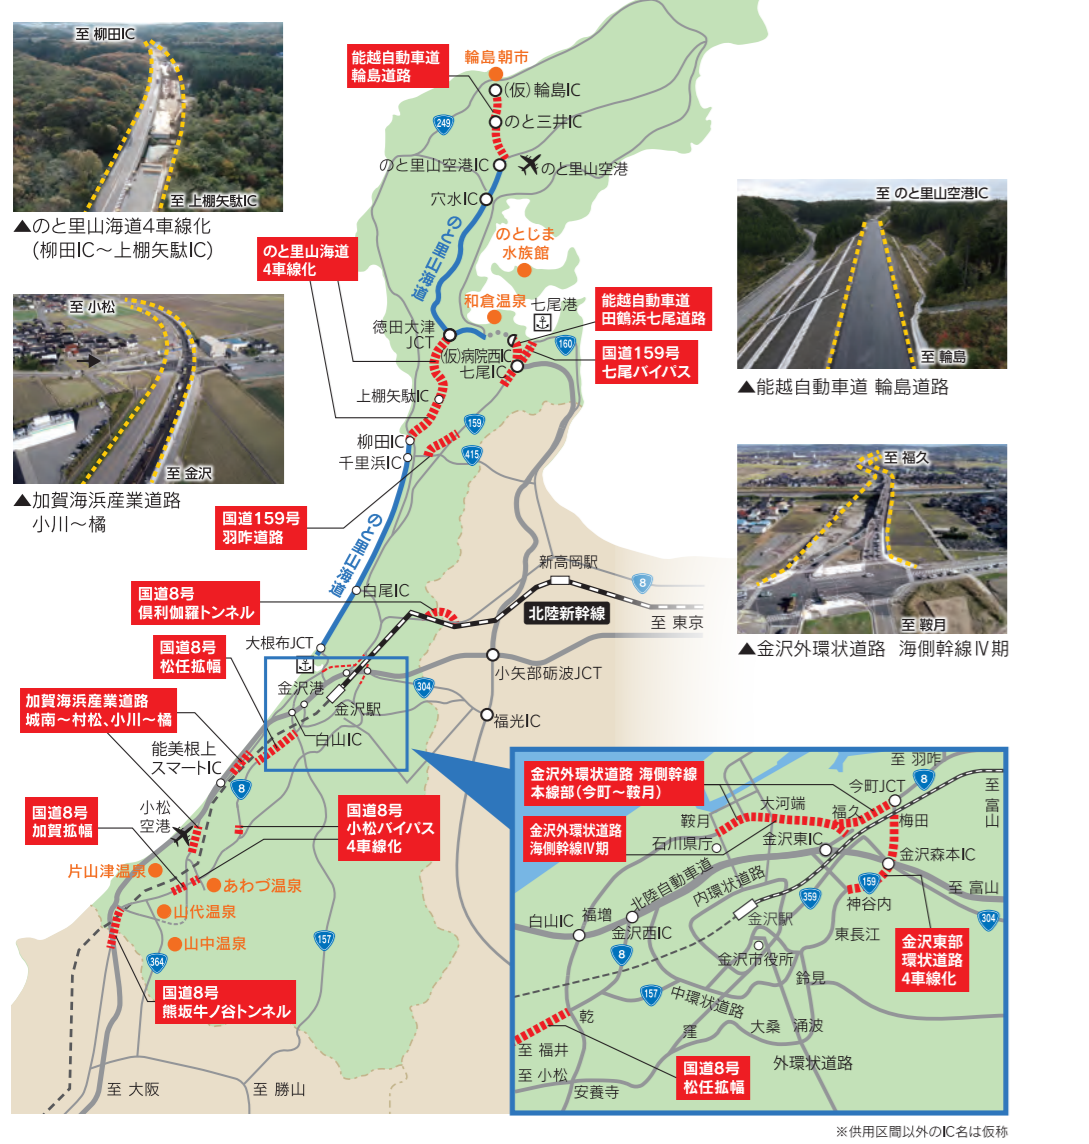 至 柳田IC
至 上棚矢駄IC
▲のと里山海道4車線化
(柳田IC〜上棚矢駄IC)
至 小松
至 金沢
▲加賀海浜産業道路
小川〜橘
能越自動車道
輪島道路
輪島朝市
(仮)輪島IC
のと三井IC
249
のと里山空港IC
のと里山空港
穴水IC
のと里山海道
のとじま
水族館
のと里山海道
4車線化
和倉温泉
七尾港
能越自動車道
田鶴浜七尾道路
徳田大津
JCT
(仮)病院西IC
七尾IC
160
国道159号
七尾バイパス
上棚矢駄IC
159
415
柳田IC
千里浜IC
国道159号
羽咋道路
のと里山海道
白尾IC
新高岡駅
8
国道8号
倶利伽羅トンネル
北陸新幹線
至 東京
大根布JCT
国道8号
松任拡幅
小矢部砺波JCT
金沢港
304
金沢駅
福光IC
加賀海浜産業道路
城南〜村松、小川〜橘
白山IC
能美根上
スマートIC
8
小松
空港
国道8号
加賀拡幅
国道8号
小松バイパス
4車線化
片山津温泉
あわづ温泉
山代温泉
山中温泉
157
364
国道8号
熊坂牛ノ谷トンネル
至 大阪
至 勝山
至 のと里山空港IC
至 輪島
▲能越自動車道 輪島道路
至 福久
至 鞍月
▲金沢外環状道路 海側幹線Ⅳ期
金沢外環状道路 海側幹線
本線部(今町〜鞍月)
金沢外環状道路
海側幹線Ⅳ期
至 羽咋
8
今町JCT
至 富山
大河端
福久
鞍月
梅田
石川県庁
金沢東IC
金沢森本IC
北陸自動車道
内環状道路
159
至 富山
359
神谷内
304
白山IC
福増
金沢西IC
金沢駅
東長江
8
金沢市役所
金沢東部
環状道路
4車線化
鈴見
157
中環状道路
乾
窪
大桑
涌波
至 福井
至 小松
国道8号
松任拡幅
外環状道路
安養寺
※供用区間以外のIC名は仮称